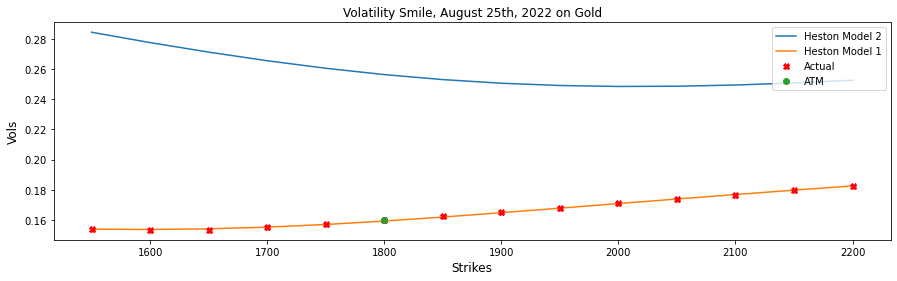 Volatility Smile, August 25th, 2022 on Gold
Heston Model 2
Heston Model 1
Actual
ATM
Vols
0.28
0.26
0.24
0.22
0.20
0.18
0.16
1600 1700 1800 1900 2000 2100 2200
Strikes